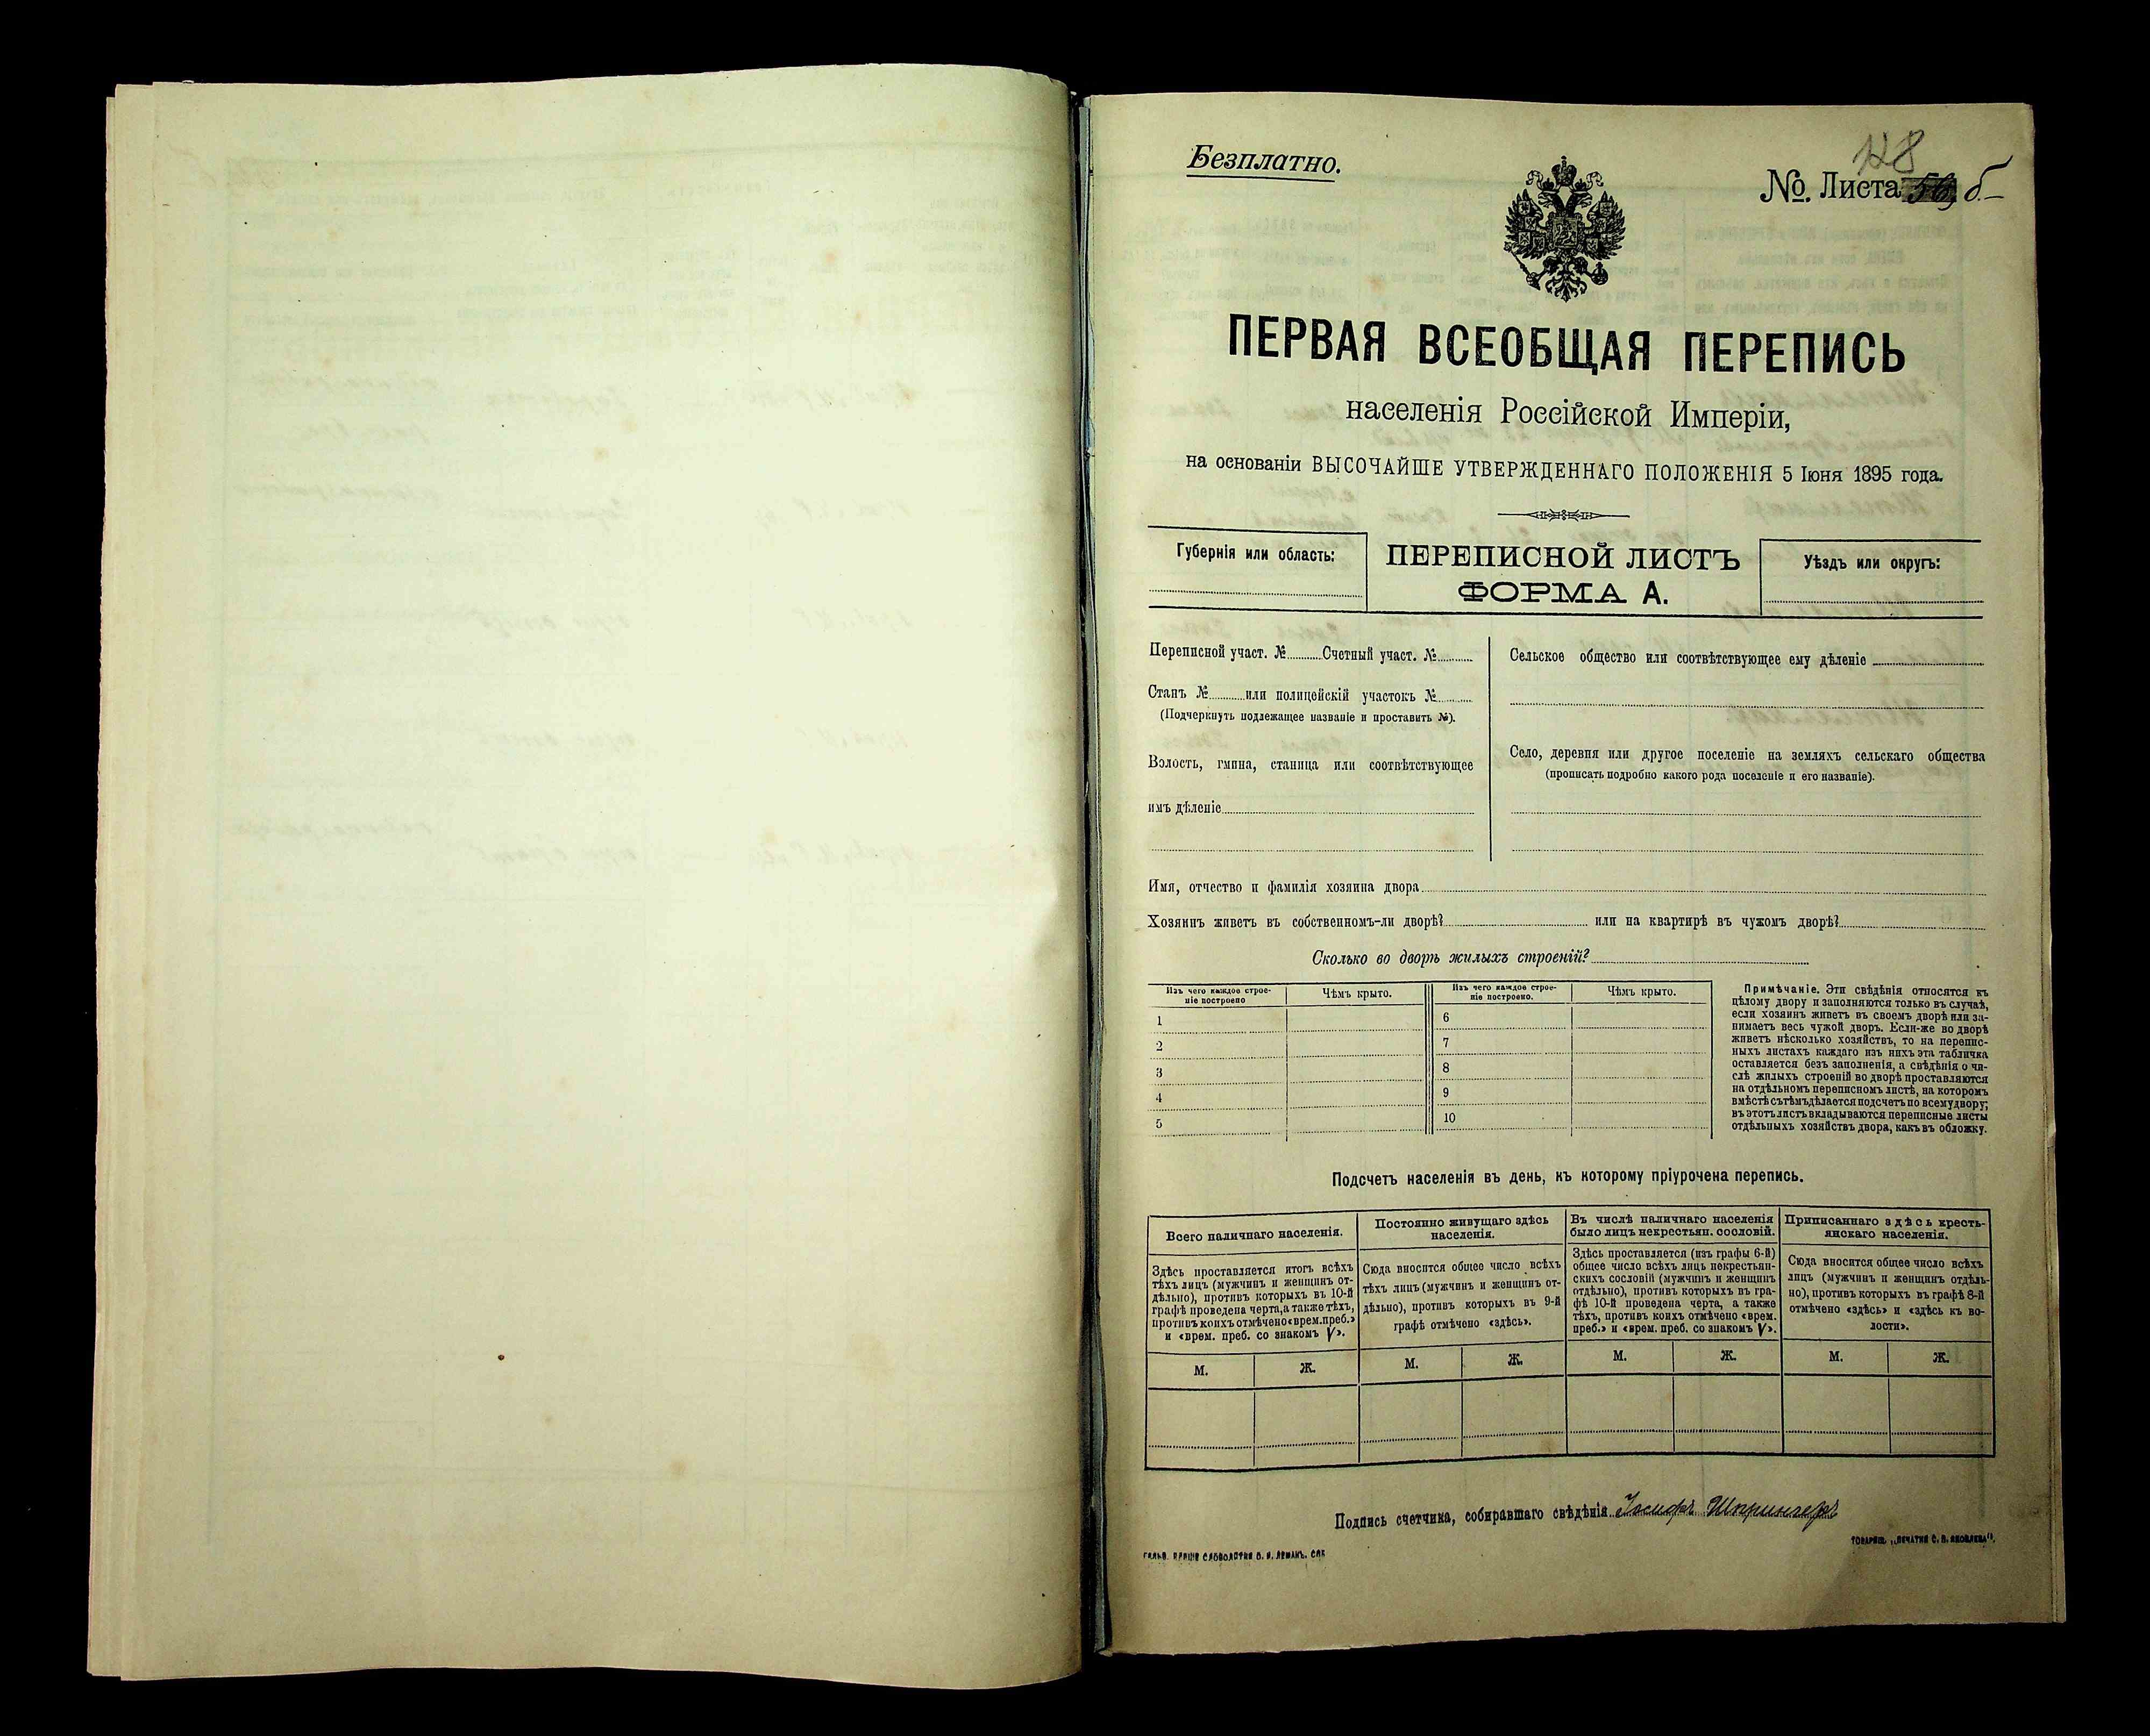 128
Безплатно.
№. Листа 56, б.–
ПЕРВАЯ ВСЕОБЩАЯ ПЕРЕПИСЬ
населенія Россійской Имперіи,
на основаніи ВЫСОЧАЙШЕ УТВЕРЖДЕННАГО ПОЛОЖЕНІЯ 5 Іюня 1895 года.
Губернія или область:
ПЕРЕПИСНОЙ ЛИСТЪ
ФОРМА А.
Уѣздъ или округъ:
Переписной участ. № Счетный участ. №
Станъ № или полицейскій участокъ №
(Подчеркнуть подлежащее названіе и проставить №).
Волость, гмина, станица или соотвѣтствующее
имъ дѣленіе
Сельское общество или соотвѣтствующее ему дѣленіе
Село, деревня или другое поселеніе на земляхъ сельскаго общества
(прописать подробно какого рода поселеніе и его названіе).
Имя, отчество и фамилія хозяина двора
Хозяинъ живетъ въ собственномъ-ли дворѣ? или на квартирѣ въ чужомъ дворѣ?
Сколько во дворѣ жилыхъ строеній?
Изъ чего каждое строе-
ніе построено
Чѣмъ крыто.
1
2
3
4
5
Изъ чего каждое строе-
ніе построено.
Чѣмъ крыто.
6
7
8
9
10
Примѣчаніе. Эти свѣдѣнія относятся къ
цѣлому двору и заполняются только въ случаѣ,
если хозяинъ живетъ въ своемъ дворѣ или за-
нимаетъ весь чужой дворъ. Если-же во дворѣ
живетъ нѣсколько хозяйствъ, то на перепис-
ныхъ листахъ каждаго изъ нихъ эта табличка
оставляется безъ заполненія, а свѣдѣнія о чи-
слѣ жилыхъ строеній во дворѣ проставляются
на отдѣльномъ переписномъ листѣ, на которомъ
вмѣстѣ съ тѣмъ дѣлается подсчетъ по всему двору;
въ этотъ листъ вкладываются переписные листы
отдѣльныхъ хозяйствъ двора, какъ въ обложку.
Подсчетъ населенія въ день, къ которому пріурочена перепись.
Всего наличнаго населенія.
Здѣсь проставляется итогъ всѣхъ
тѣхъ лицъ (мужчинъ и женщинъ от-
дѣльно), противъ которыхъ въ 10-й
графѣ проведена черта, а также тѣхъ,
противъ коихъ отмѣчено «врем. преб.»
и «врем. преб. со знакомъ V».
М. Ж.
Постоянно живущаго здѣсь
населенія.
Сюда вносится общее число всѣхъ
тѣхъ лицъ (мужчинъ и женщинъ от-
дѣльно), противъ которыхъ въ 9-й
графѣ отмѣчено «здѣсь».
М. Ж.
Въ числѣ наличнаго населенія
было лицъ некрестьян. сословій.
Здѣсь проставляется (изъ графы 6-й)
общее число всѣхъ лицъ некрестьян-
скихъ сословій (мужчинъ и женщинъ
отдѣльно), противъ которыхъ въ гра-
фѣ 10-й проведена черта, а также
тѣхъ, противъ коихъ отмѣчено «врем.
преб.» и «врем. преб. со знакомъ V».
М. Ж.
Приписаннаго здѣсь кресть-
янскаго населенія.
Сюда вносится общее число всѣхъ
лицъ (мужчинъ и женщинъ отдѣль-
но), противъ которыхъ въ графѣ 8-й
отмѣчено «здѣсь» и «здѣсь къ во-
лости».
М. Ж.
Подпись счетчика, собиравшаго свѣдѣнія Іосифъ Шпрингеръ
ТОВАРИЩ. „ПЕЧАТНЯ С. П. ЯКОВЛЕВА".